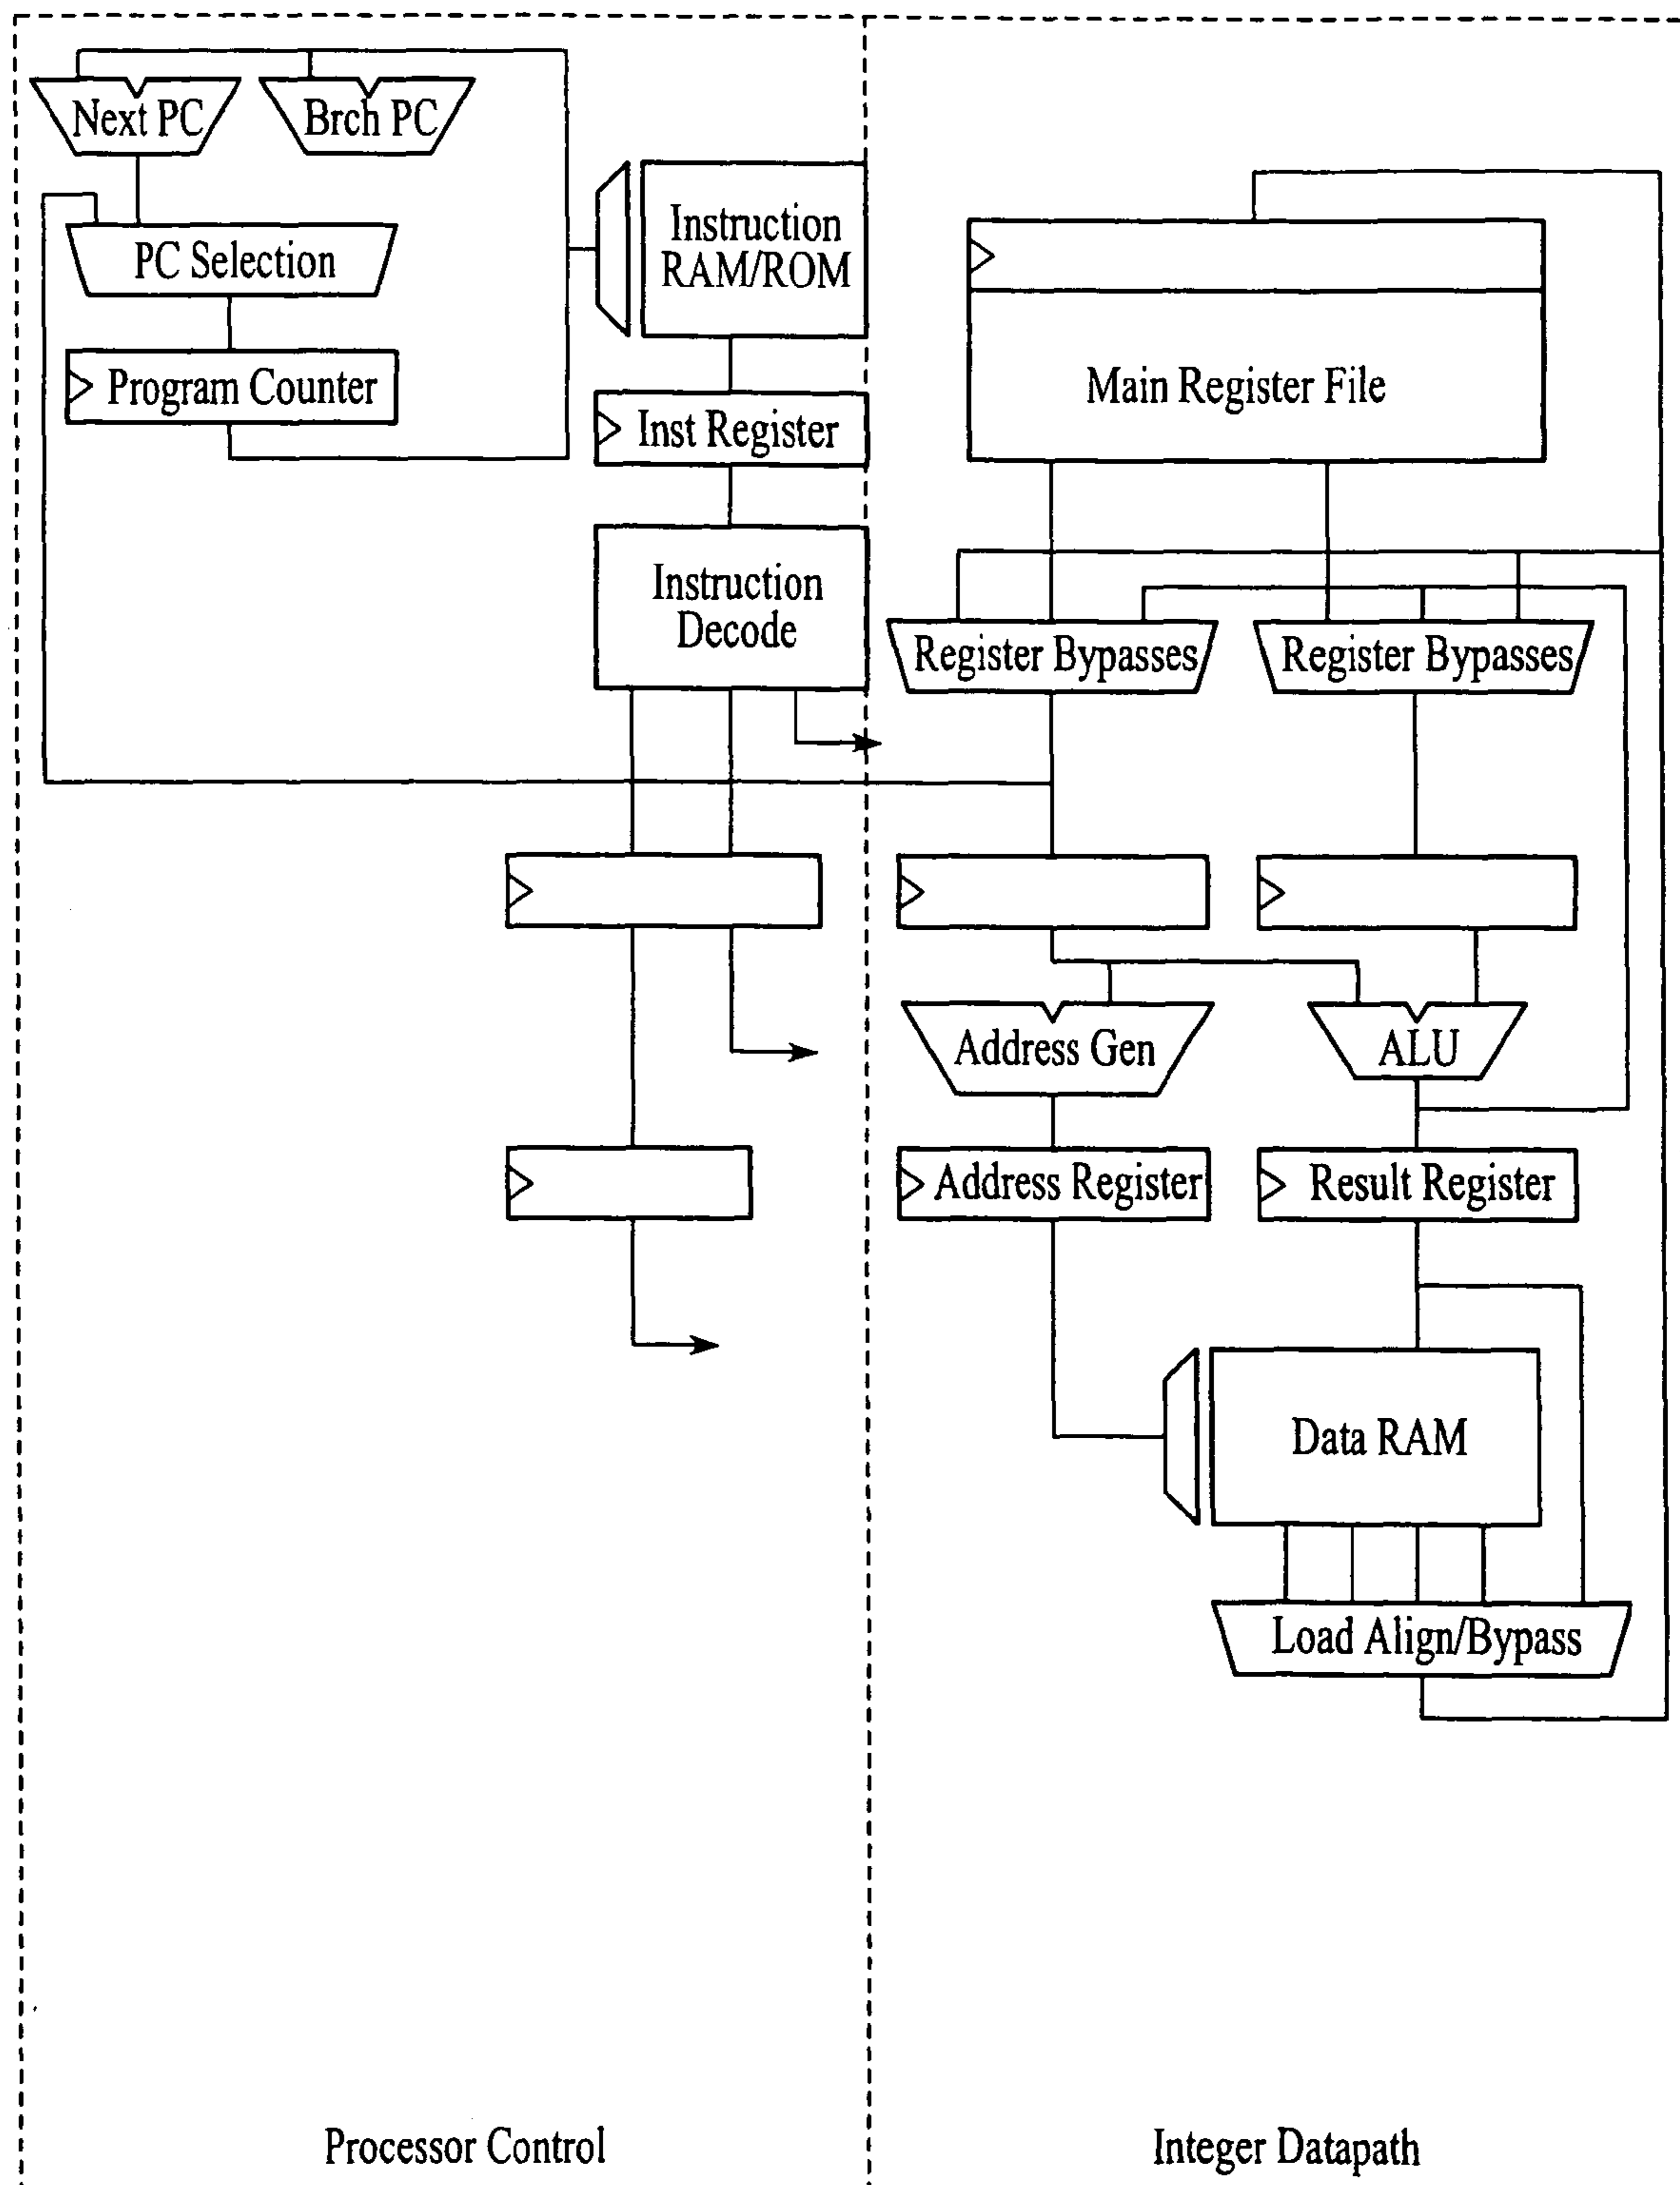 Next PC
Brch PC
PC Selection
Program Counter
Instruction
RAM/ROM
Inst Register
Instruction
Decode
Main Register File
Register Bypasses
Register Bypasses
Address Gen
ALU
Address Register
Result Register
Data RAM
Load Align/Bypass
Processor Control
Integer Datapath